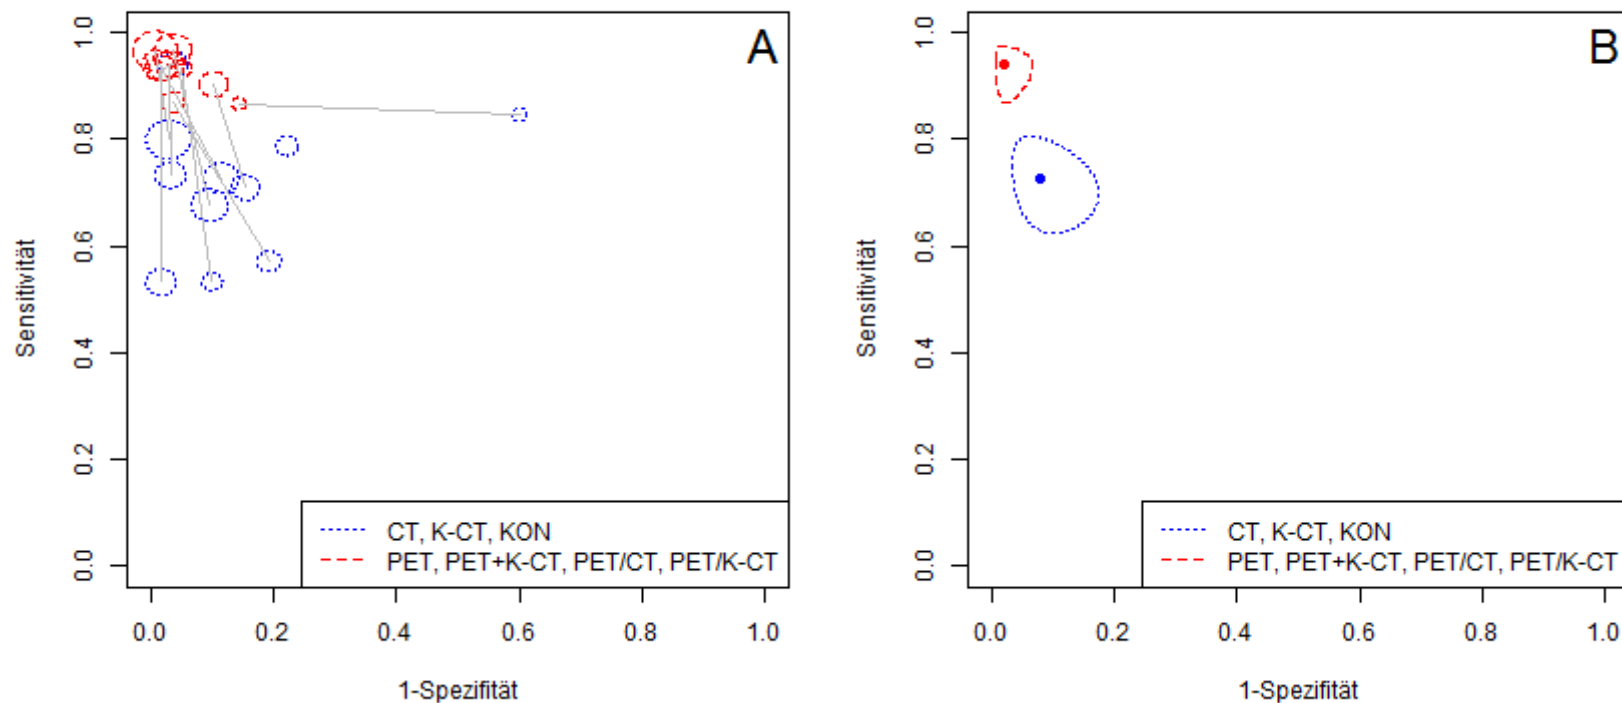 A
1.0
0.8
0.6
0.4
0.2
0.0
Sensitivität
CT, K-CT, KON
PET, PET+K-CT, PET/CT, PET/K-CT
0.0 0.2 0.4 0.6 0.8 1.0
1-Spezifität
B
1.0
0.8
0.6
0.4
0.2
0.0
Sensitivität
CT, K-CT, KON
PET, PET+K-CT, PET/CT, PET/K-CT
0.0 0.2 0.4 0.6 0.8 1.0
1-Spezifität